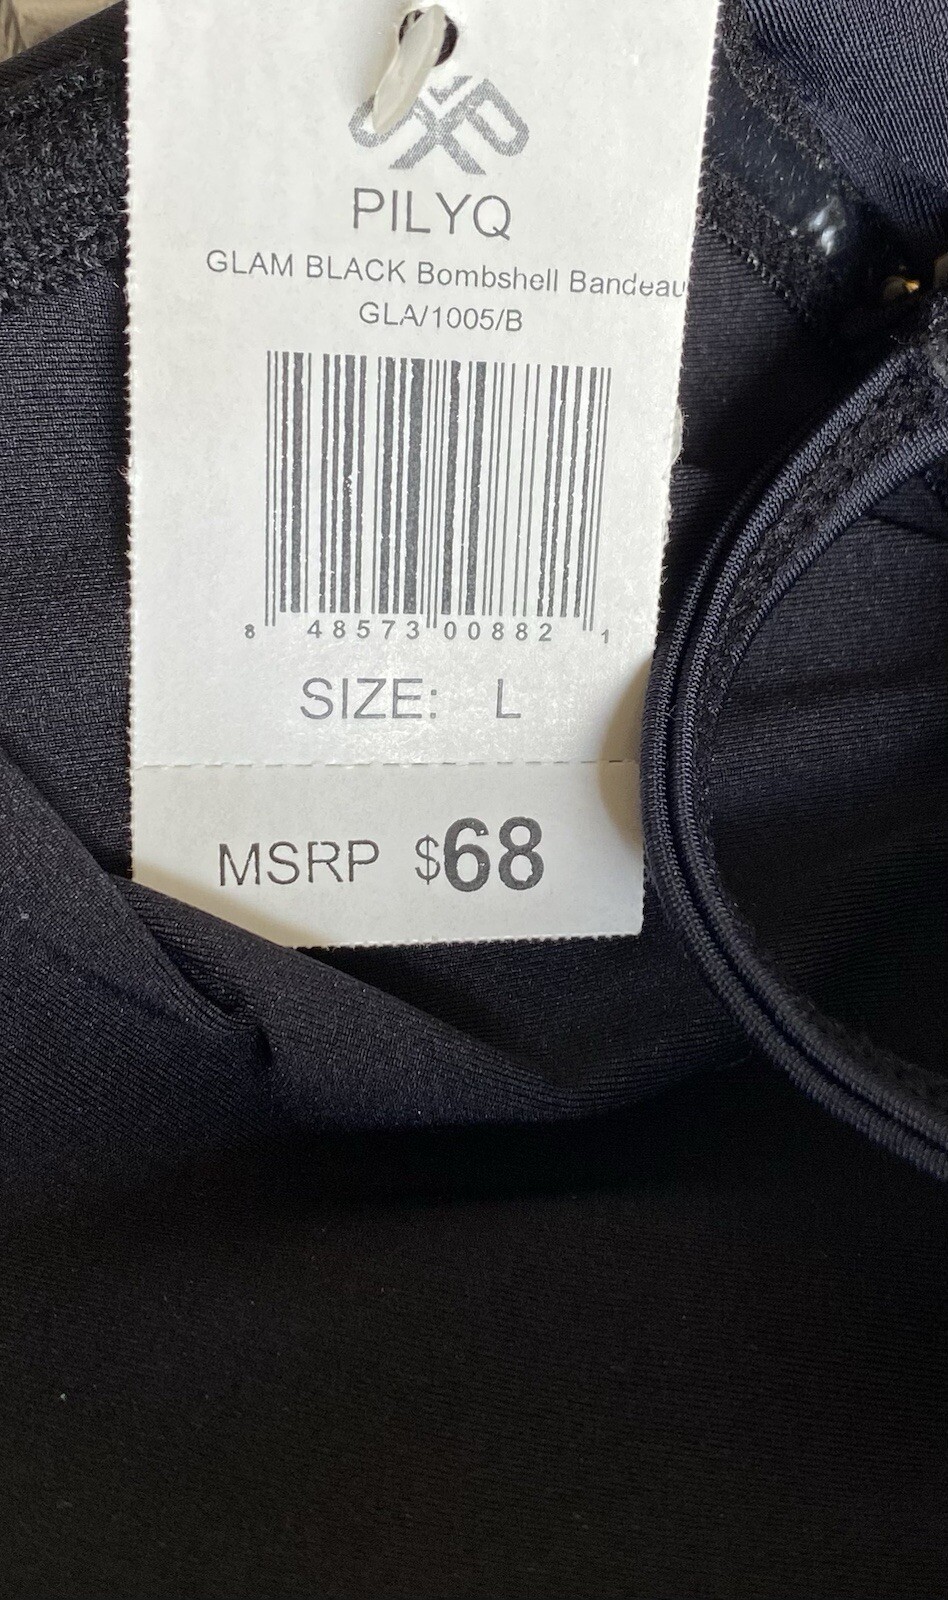 PILYQ
GLAM BLACK Bombshell Bandeau
GLA/1005/B
8 48573 00882 1
SIZE: L
MSRP $68